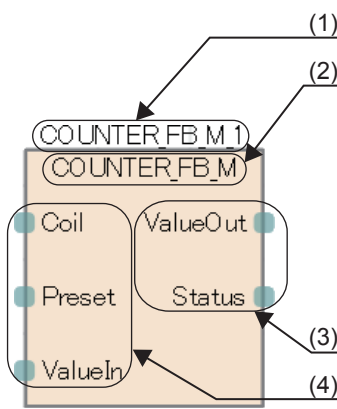 (1)
(2)
COUNTER_FB_M_1
COUNTER_FB_M
Coil ValueOut
Preset Status
(3)
ValueIn
(4)